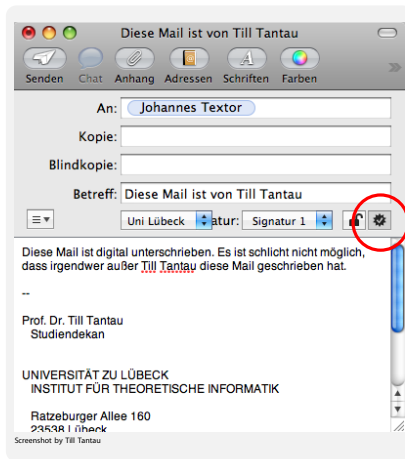 Diese Mail ist von Till Tantau
Senden Chat Anhang Adressen Schriften Farben
An: Johannes Textor
Kopie:
Blindkopie:
Betreff: Diese Mail ist von Till Tantau
Uni Lübeck atur: Signatur 1
Diese Mail ist digital unterschrieben. Es ist schlicht nicht möglich,
dass irgendwer außer Till Tantau diese Mail geschrieben hat.
--
Prof. Dr. Till Tantau
Studiendekan
UNIVERSITÄT ZU LÜBECK
INSTITUT FÜR THEORETISCHE INFORMATIK
Ratzeburger Allee 160
23538 Lübeck
Screenshot by Till Tantau